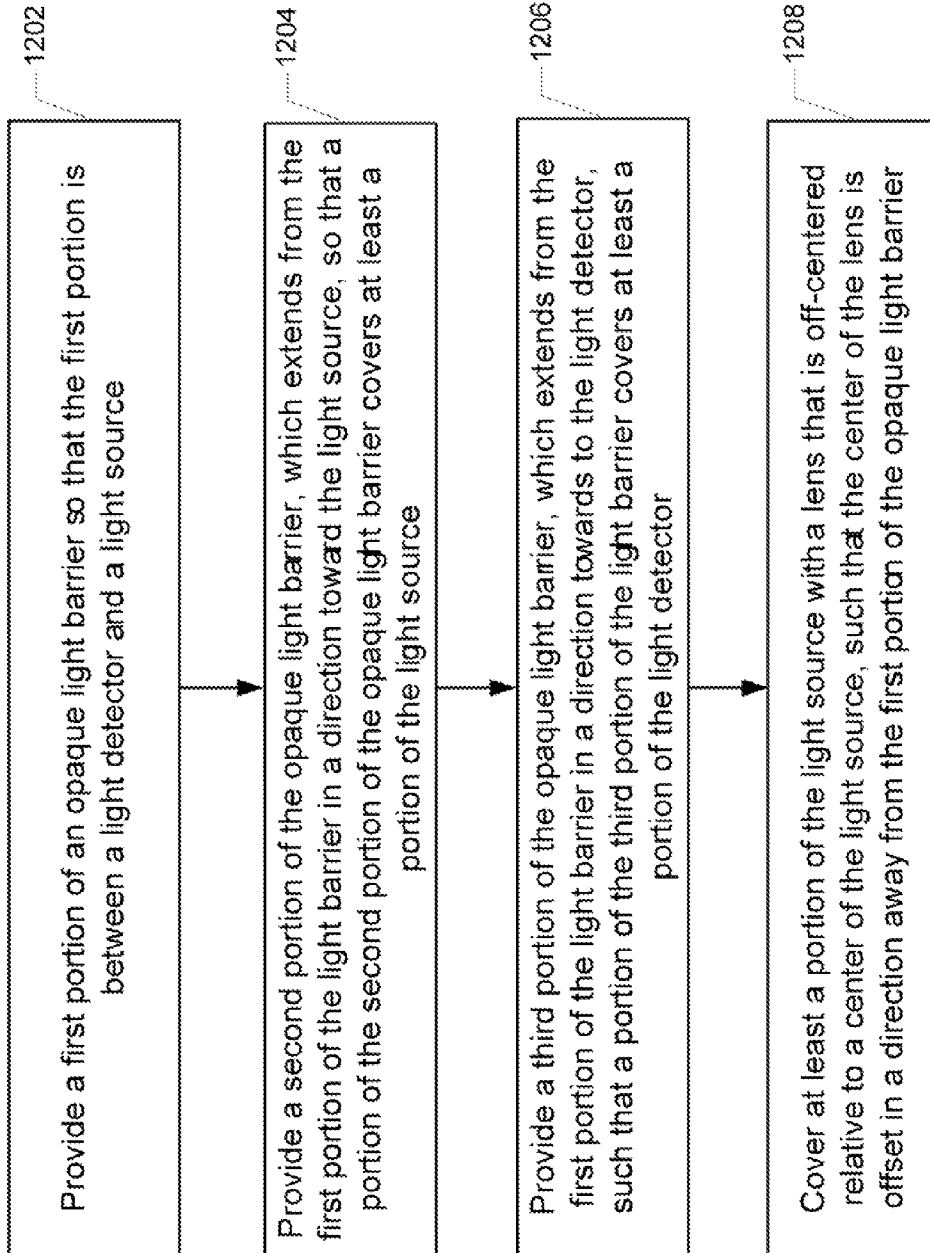 1202
Provide a first portion of an opaque light barrier so that the first portion is
between a light detector and a light source
1204
Provide a second portion of the opaque light barrier, which extends from the
first portion of the light barrier in a direction toward the light source, so that a
portion of the second portion of the opaque light barrier covers at least a
portion of the light source
1206
Provide a third portion of the opaque light barrier, which extends from the
first portion of the light barrier in a direction towards to the light detector,
such that a portion of the third portion of the light barrier covers at least a
portion of the light detector
1208
Cover at least a portion of the light source with a lens that is off-centered
relative to a center of the light source, such that the center of the lens is
offset in a direction away from the first portion of the opaque light barrier